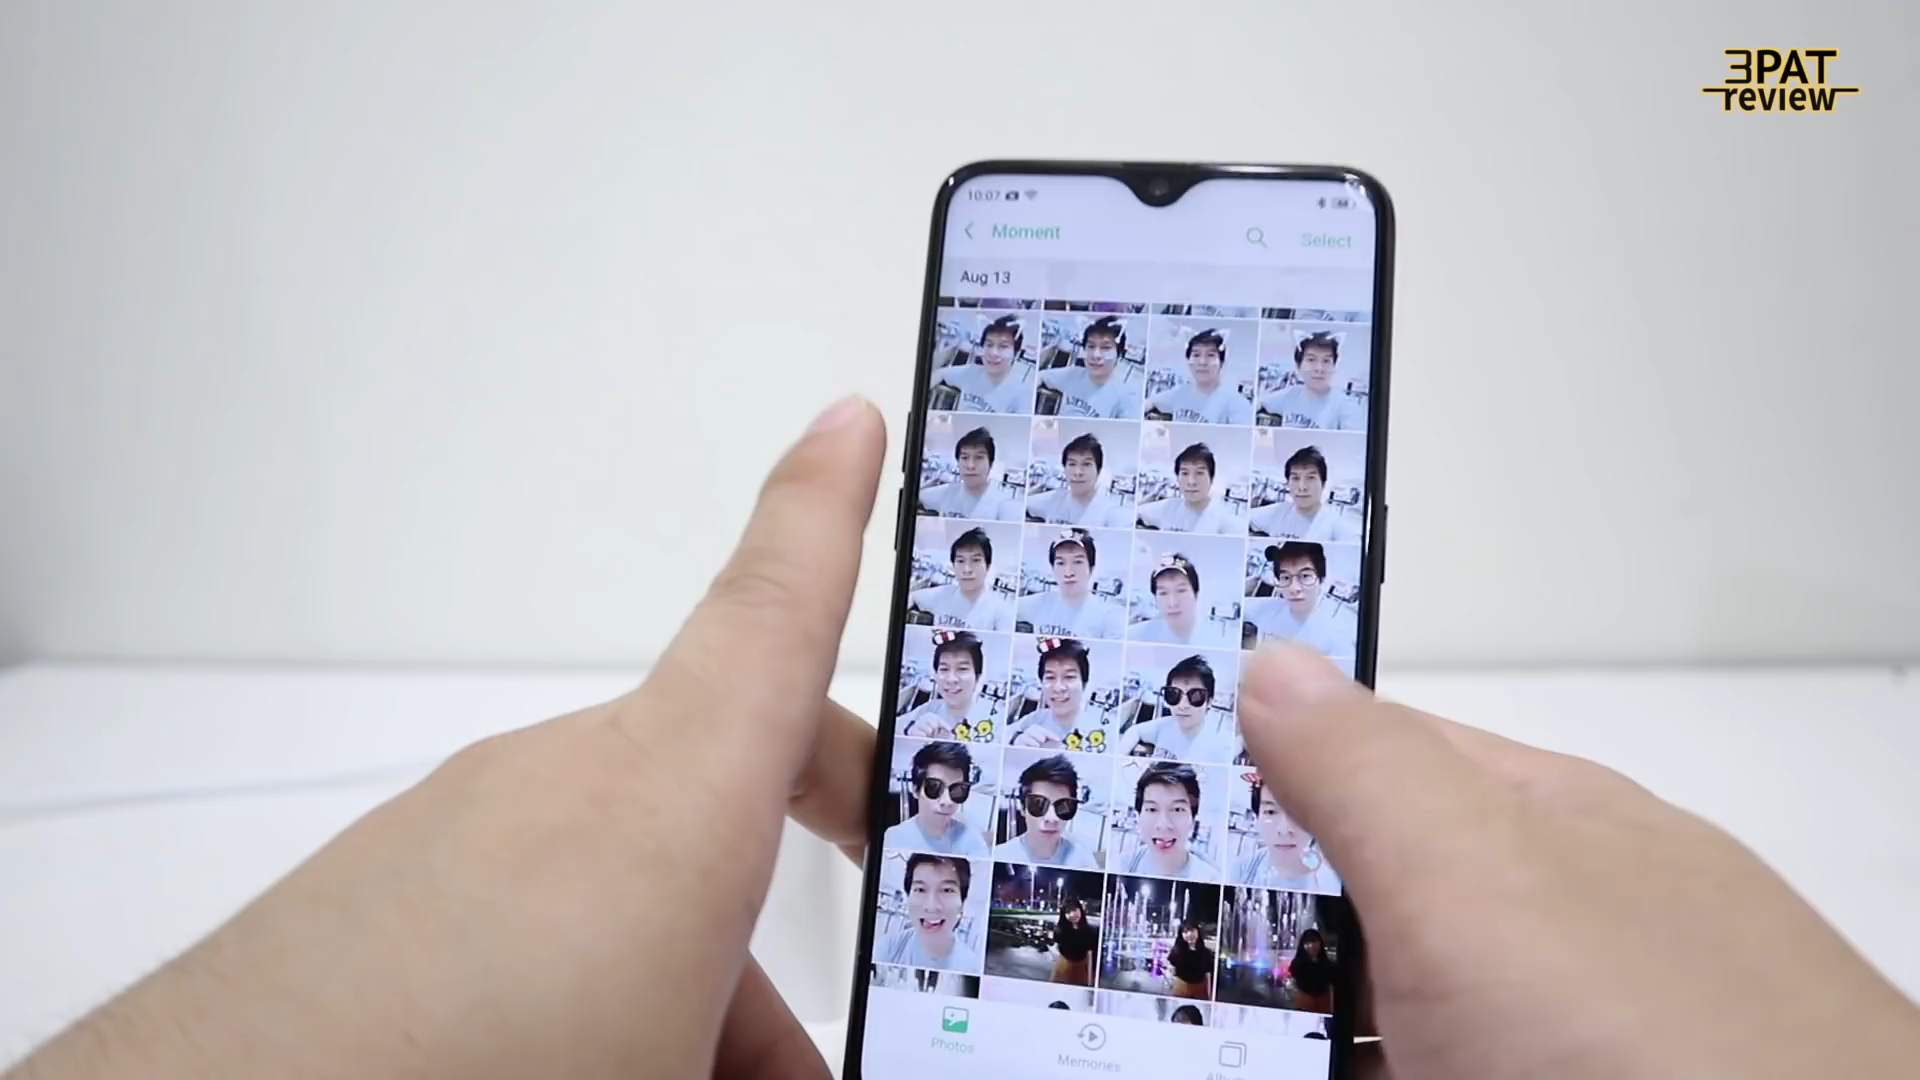 3PAT
review
10:07
Moment
Select
Aug 13
Photos
Memories